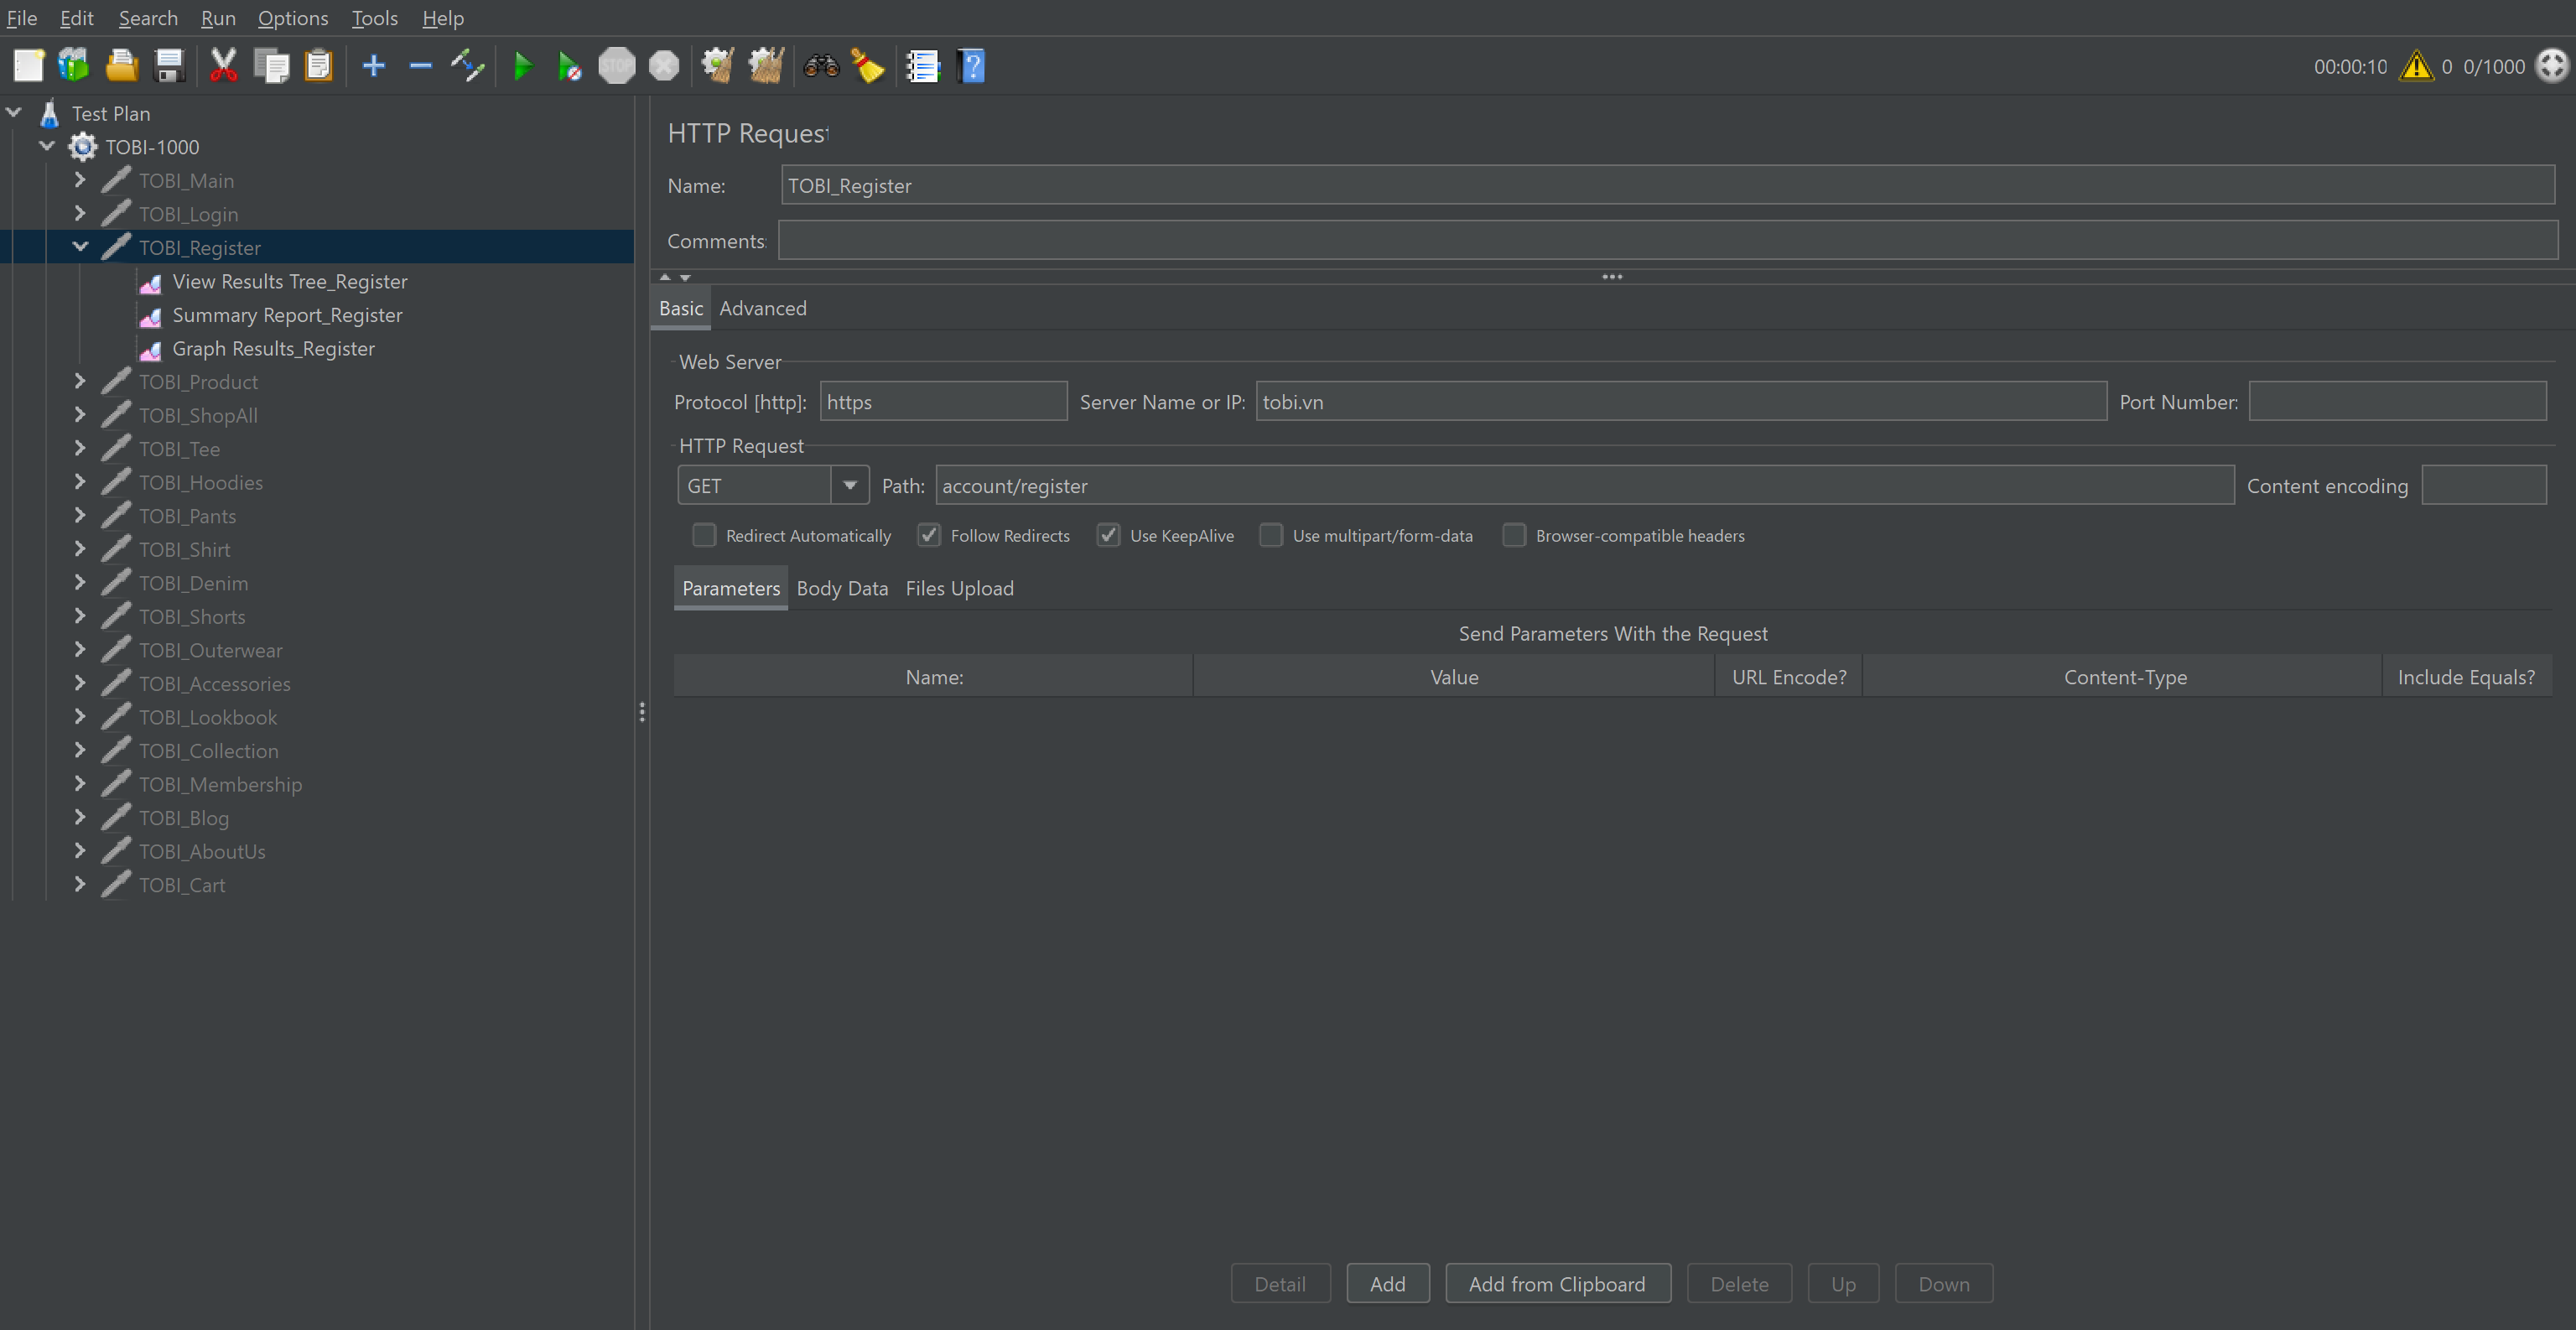 File Edit Search Run Options Tools Help
STOP
00:00:10 0 0/1000
Test Plan
TOBI-1000
TOBI_Main
TOBI_Login
TOBI_Register
View Results Tree_Register
Summary Report_Register
Graph Results_Register
TOBI_Product
TOBI_ShopAll
TOBI_Tee
TOBI_Hoodies
TOBI_Pants
TOBI_Shirt
TOBI_Denim
TOBI_Shorts
TOBI_Outerwear
TOBI_Accessories
TOBI_Lookbook
TOBI_Collection
TOBI_Membership
TOBI_Blog
TOBI_AboutUs
TOBI_Cart
HTTP Request
Name: TOBI_Register
Comments:
Basic Advanced
Web Server
Protocol [http]: https Server Name or IP: tobi.vn Port Number:
HTTP Request
GET Path: account/register Content encoding
Redirect Automatically Follow Redirects Use KeepAlive Use multipart/form-data Browser-compatible headers
Parameters Body Data Files Upload
Send Parameters With the Request
Name: Value URL Encode? Content-Type Include Equals?
Detail Add Add from Clipboard Delete Up Down